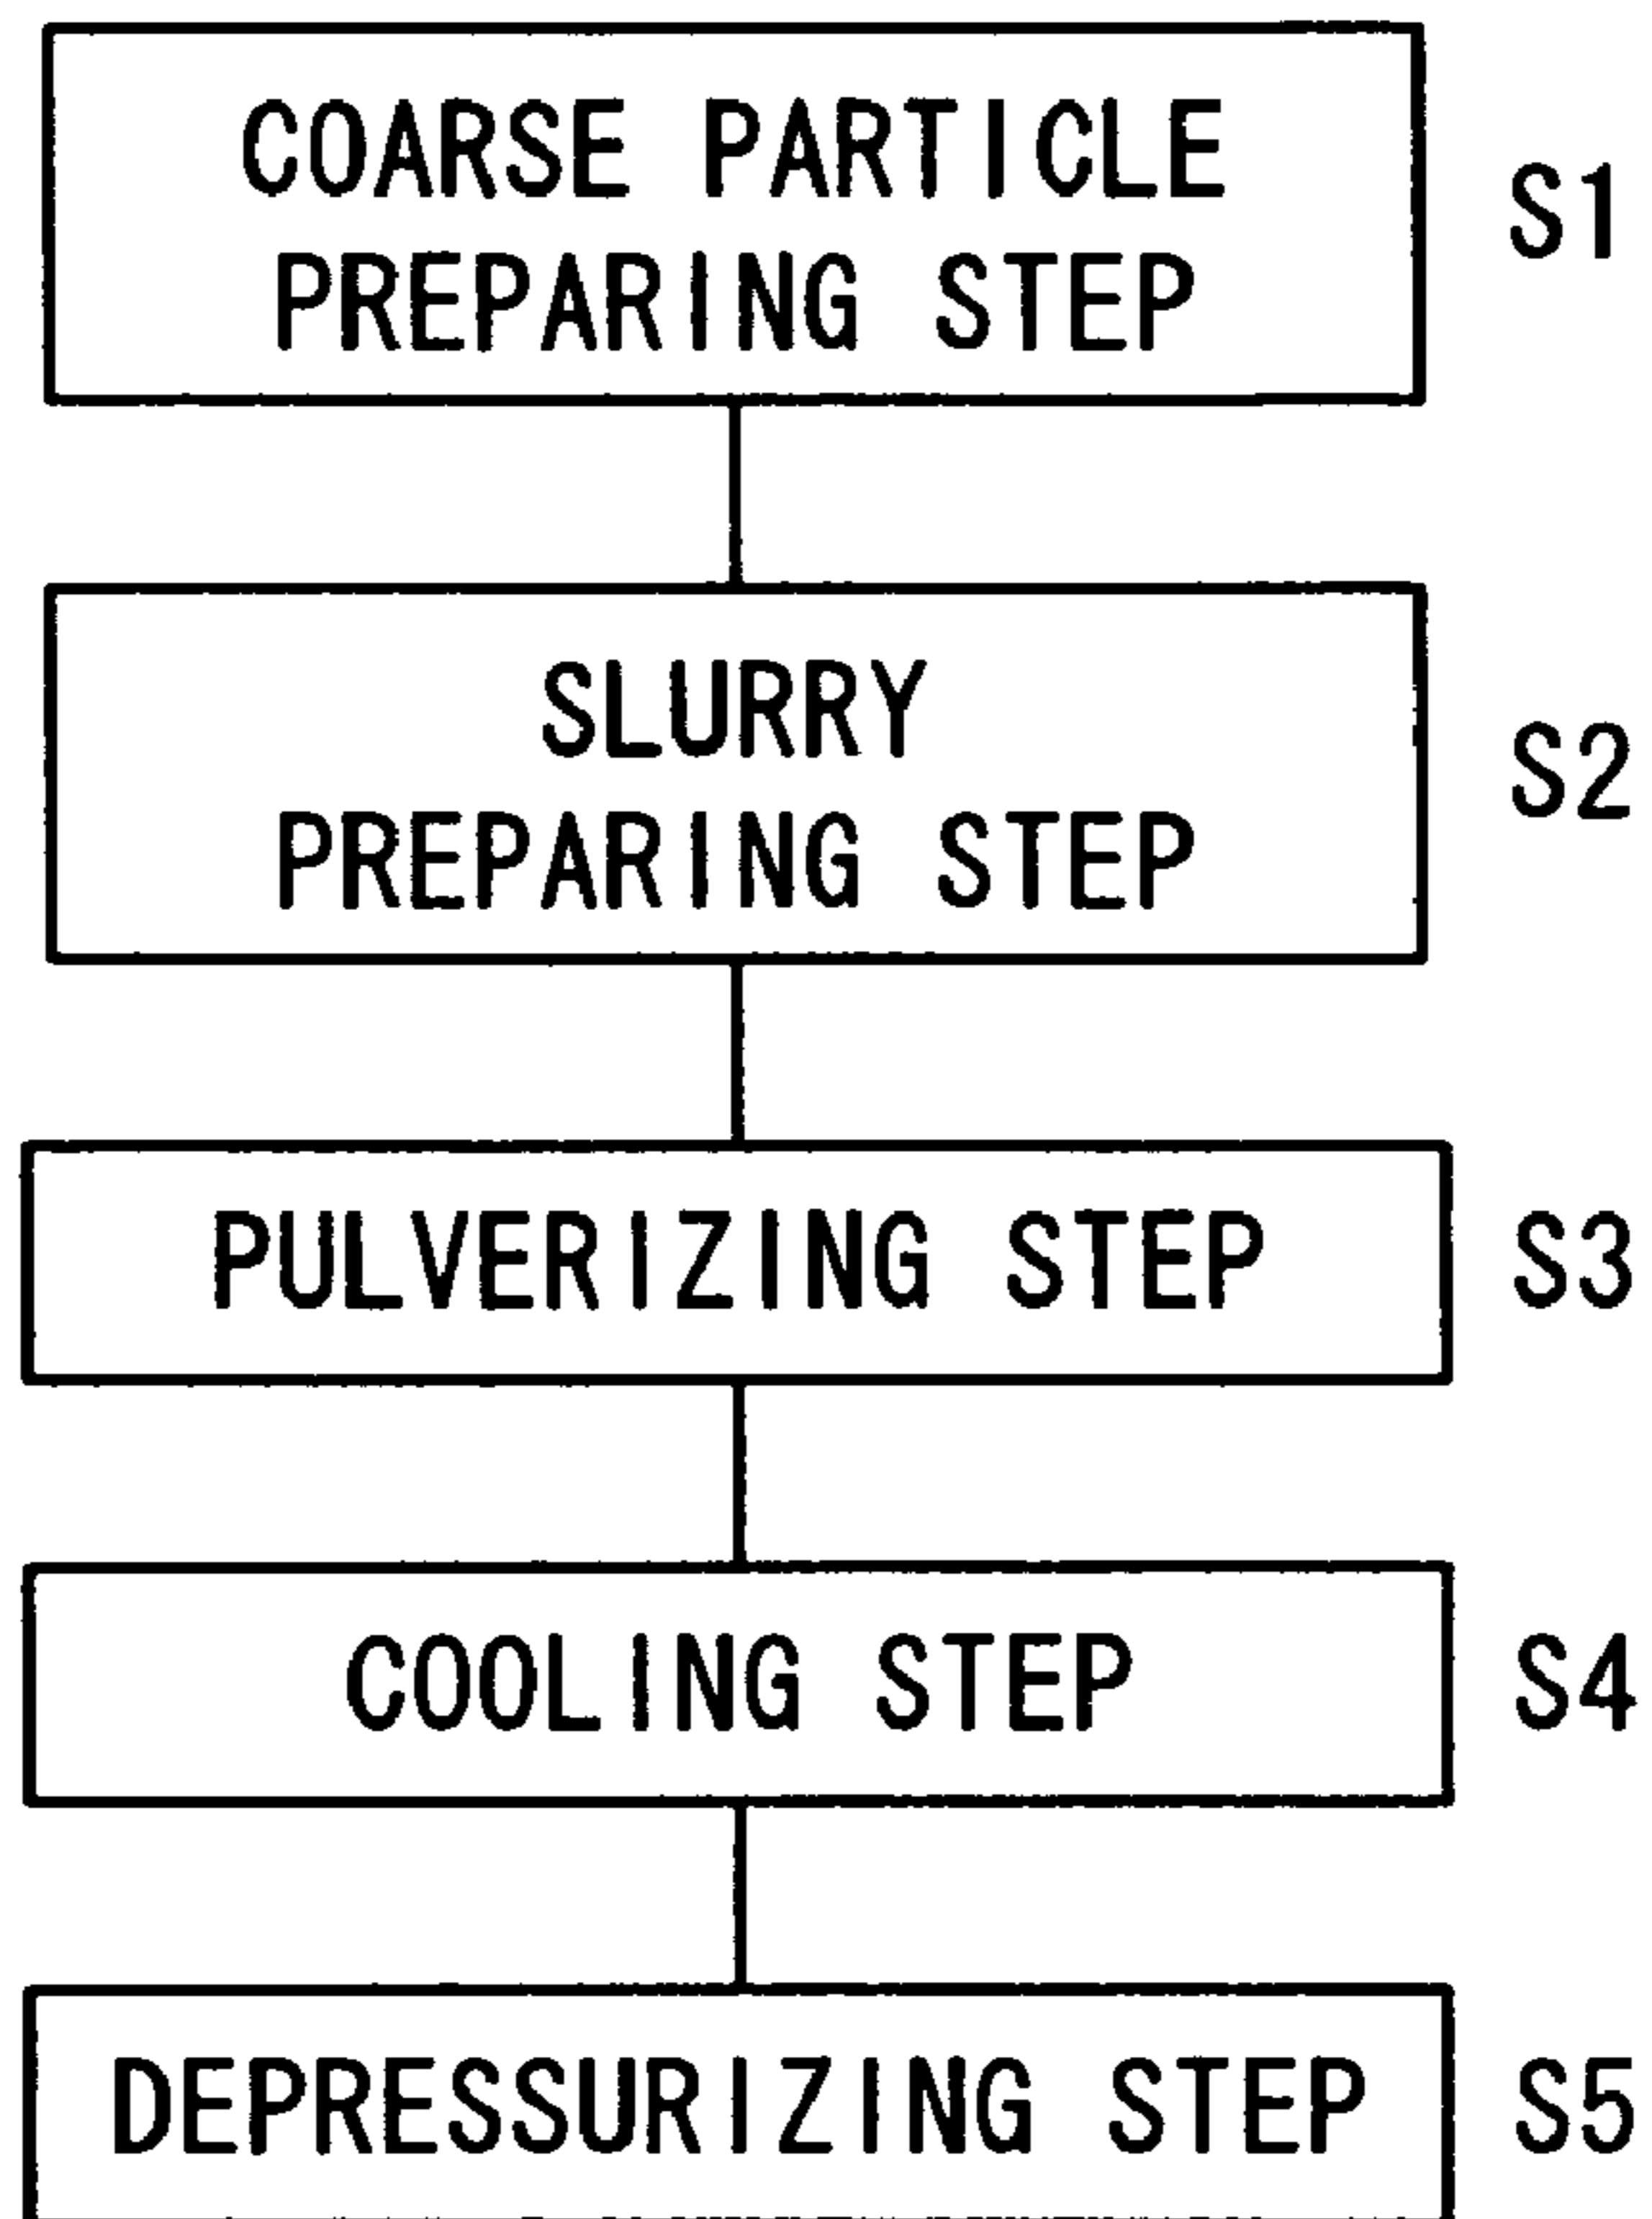 COARSE PARTICLE
PREPARING STEP
S1
SLURRY
PREPARING STEP
S2
PULVERIZING STEP
S3
COOLING STEP
S4
DEPRESSURIZING STEP
S5